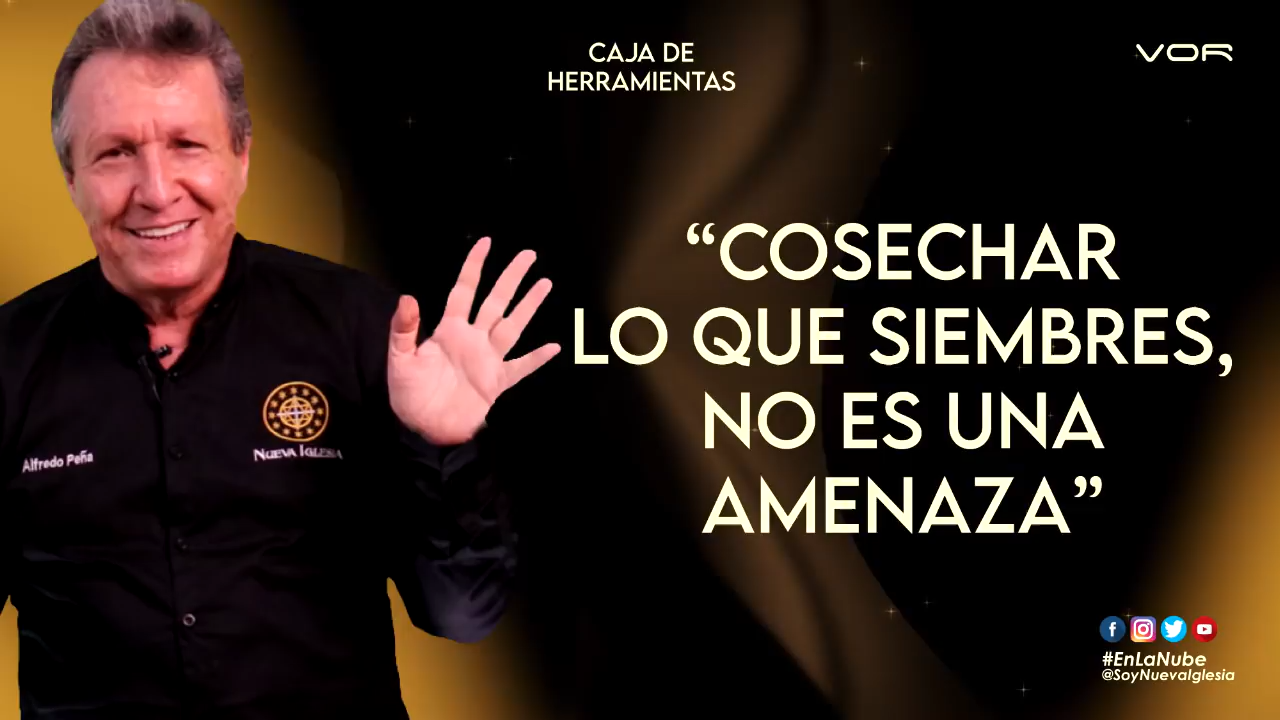 CAJA DE
HERRAMIENTAS
VOR
“COSECHAR
LO QUE SIEMBRES,
NO ES UNA
AMENAZA”
Alfredo Peña
NUEVA IGLESIA
#EnLaNube
@SoyNuevaIglesia